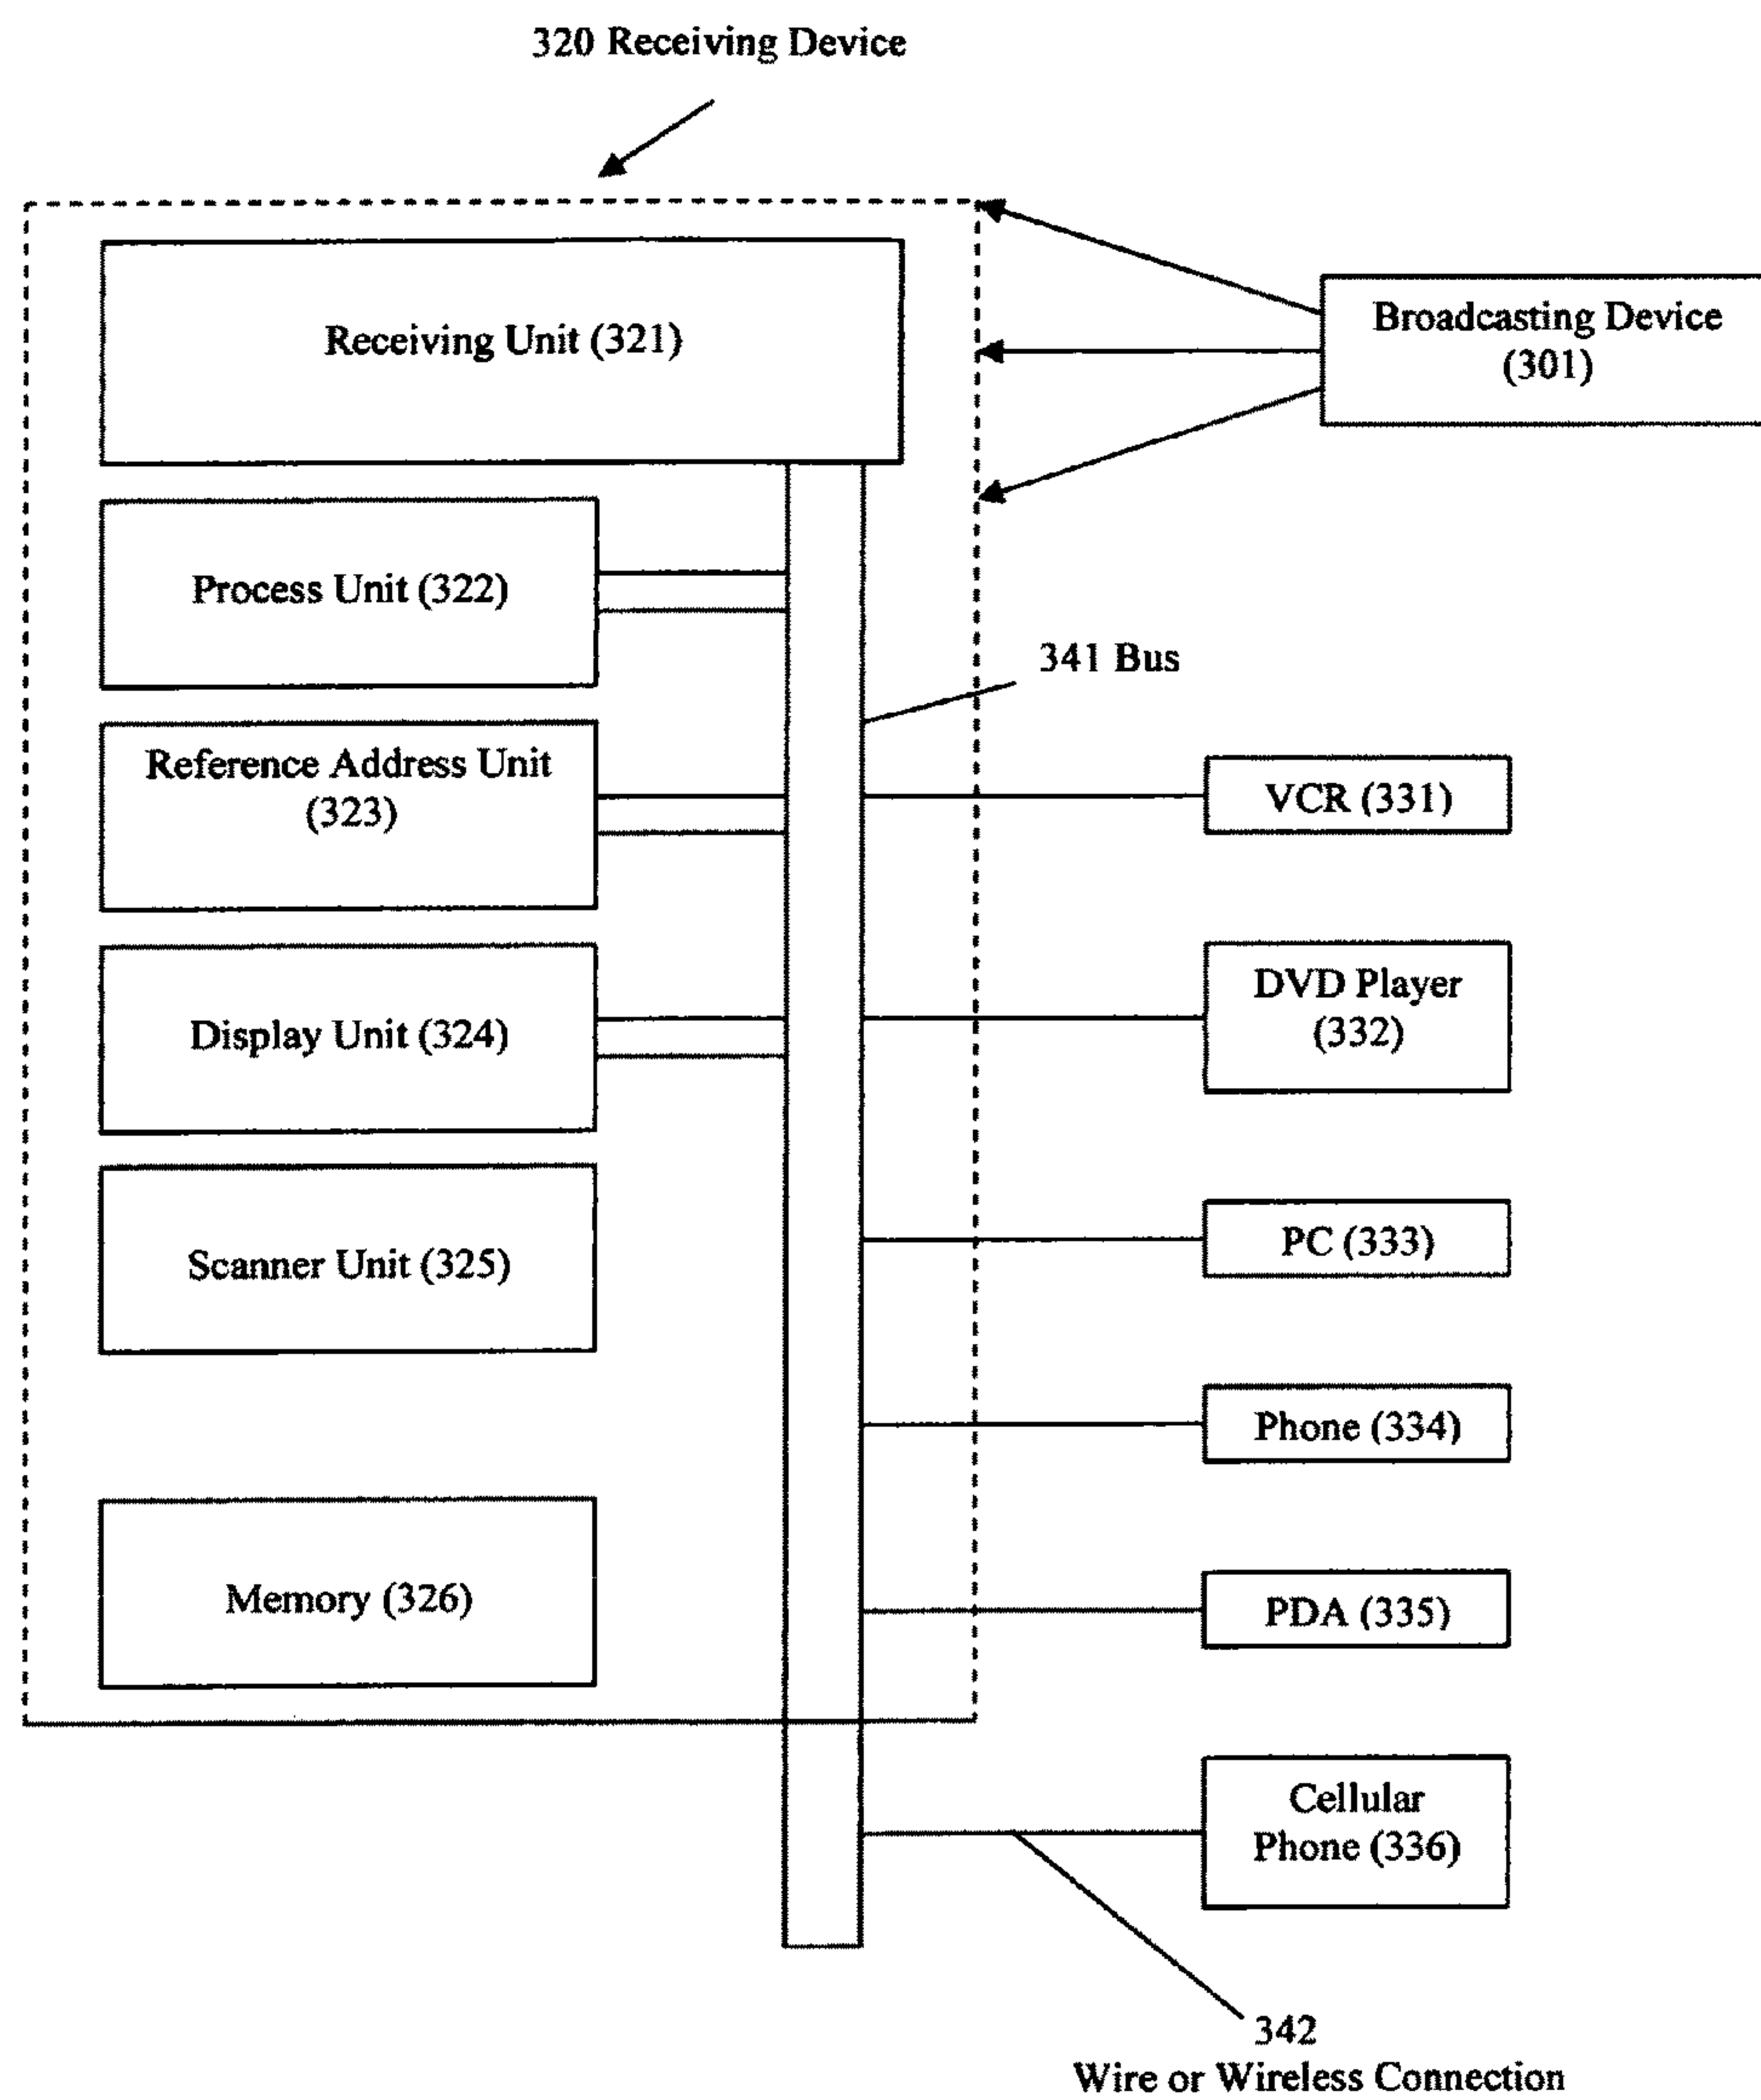 320 Receiving Device
Receiving Unit (321)
Broadcasting Device
(301)
Process Unit (322)
341 Bus
Reference Address Unit
(323)
VCR (331)
Display Unit (324)
DVD Player
(332)
Scanner Unit (325)
PC (333)
Phone (334)
Memory (326)
PDA (335)
Cellular
Phone (336)
342
Wire or Wireless Connection